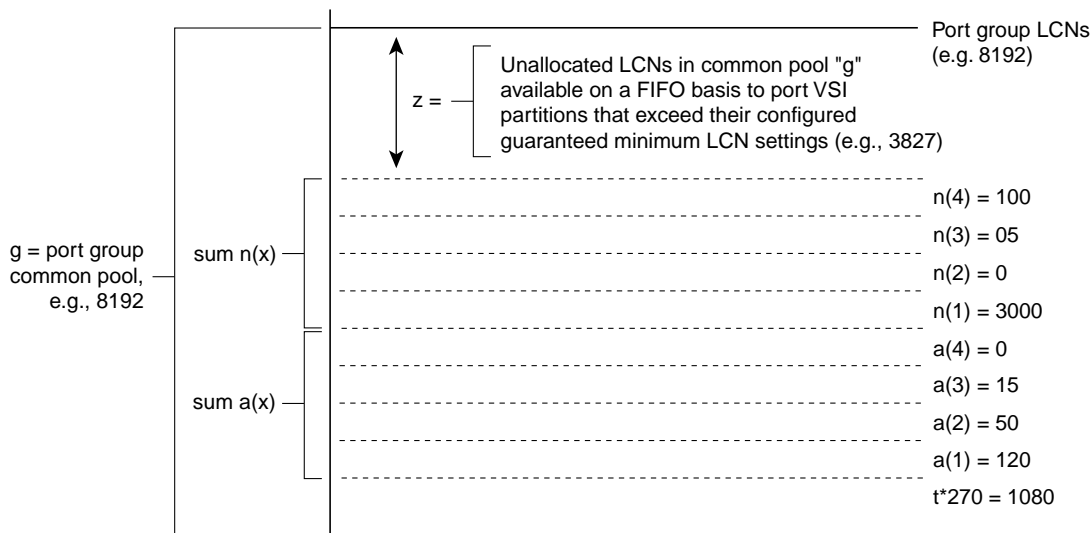 Port group LCNs
(e.g. 8192)
z =
Unallocated LCNs in common pool "g"
available on a FIFO basis to port VSI
partitions that exceed their configured
guaranteed minimum LCN settings (e.g., 3827)
g = port group
common pool,
e.g., 8192
sum n(x)
n(4) = 100
n(3) = 05
n(2) = 0
n(1) = 3000
sum a(x)
a(4) = 0
a(3) = 15
a(2) = 50
a(1) = 120
t*270 = 1080